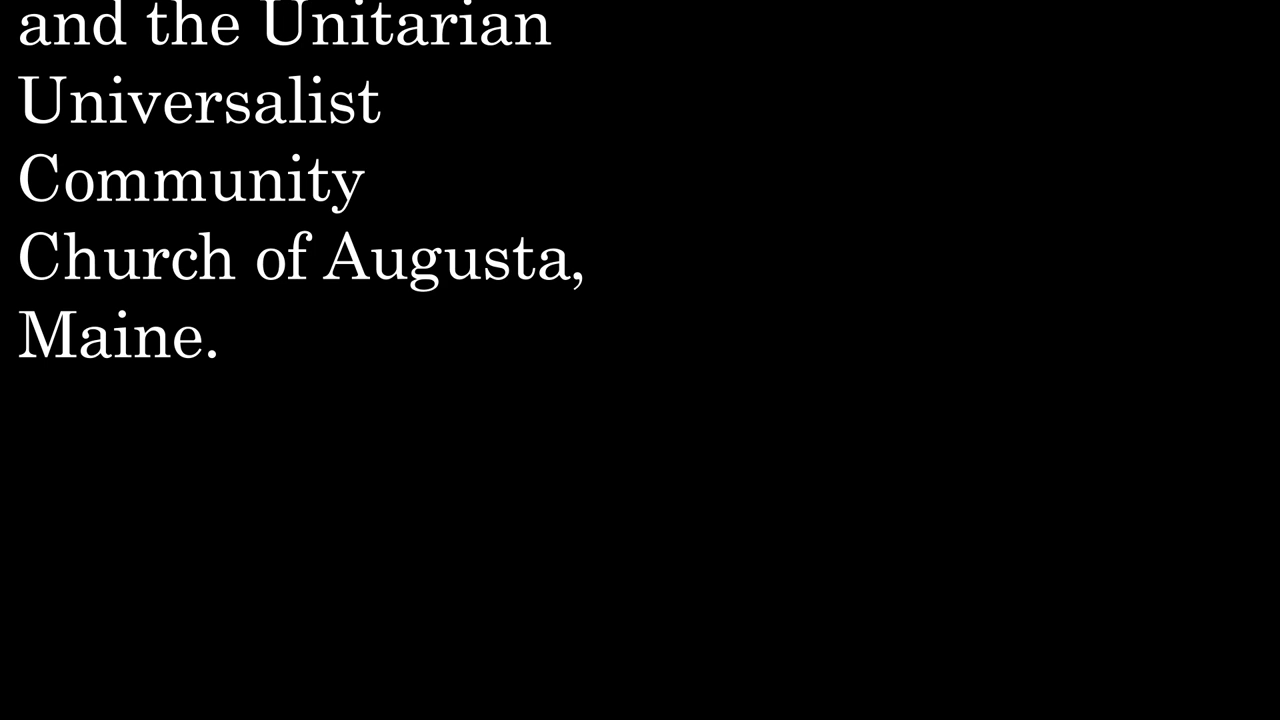 and the Unitarian
Universalist
Community
Church of Augusta,
Maine.